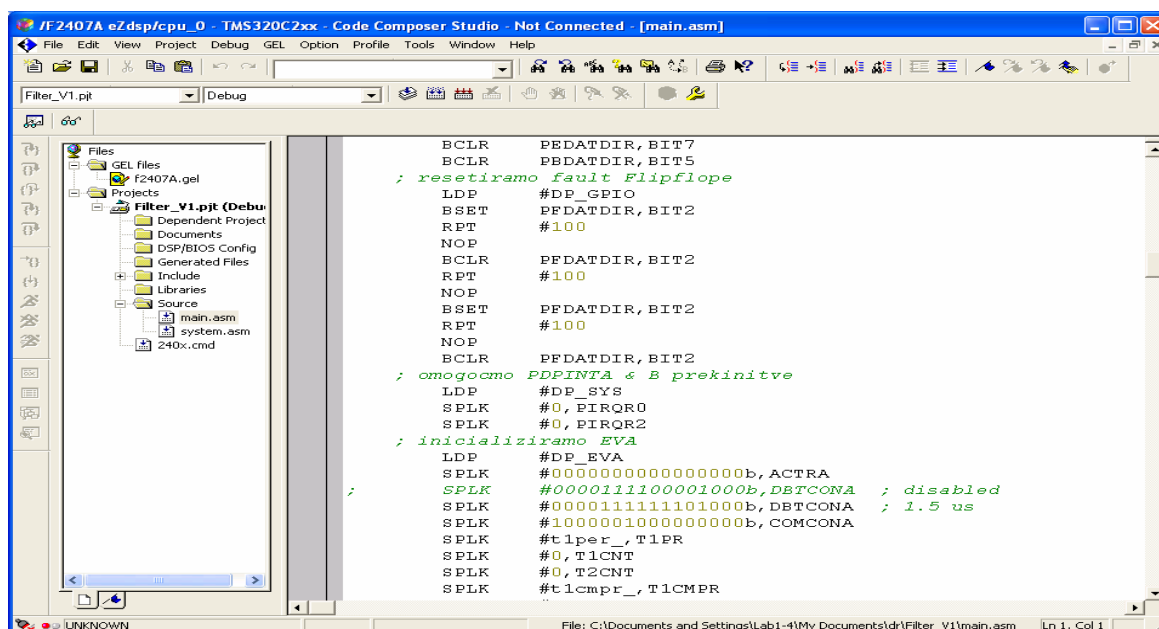 /F2407A eZdsp/cpu_0 - TMS320C2xx - Code Composer Studio - Not Connected - [main.asm]
File Edit View Project Debug GEL Option Profile Tools Window Help
Filter_V1.pjt Debug
Files
GEL files
f2407A.gel
Projects
Filter_V1.pjt (Debu
Dependent Project
Documents
DSP/BIOS Config
Generated Files
Include
Libraries
Source
main.asm
system.asm
240x.cmd
BCLR PEDATDIR,BIT7
BCLR PBDATDIR,BIT5
; resetiramo fault Flipflope
LDP #DP_GPIO
BSET PFDATDIR,BIT2
RPT #100
NOP
BCLR PFDATDIR,BIT2
RPT #100
NOP
BSET PFDATDIR,BIT2
RPT #100
NOP
BCLR PFDATDIR,BIT2
; omogocmo PDPINTA & B prekinitve
LDP #DP_SYS
SPLK #0,PIRQR0
SPLK #0,PIRQR2
; inicializiramo EVA
LDP #DP_EVA
SPLK #0000000000000000b,ACTRA
; SPLK #0000111100001000b,DBTCONA ; disabled
SPLK #0000111111101000b,DBTCONA ; 1.5 us
SPLK #1000001000000000b,COMCONA
SPLK #t1per_,T1PR
SPLK #0,T1CNT
SPLK #0,T2CNT
SPLK #t1cmpr_,T1CMPR
UNKNOWN File: C:\Documents and Settings\Lab1-4\My Documents\dr\Filter_V1\main.asm Ln 1, Col 1